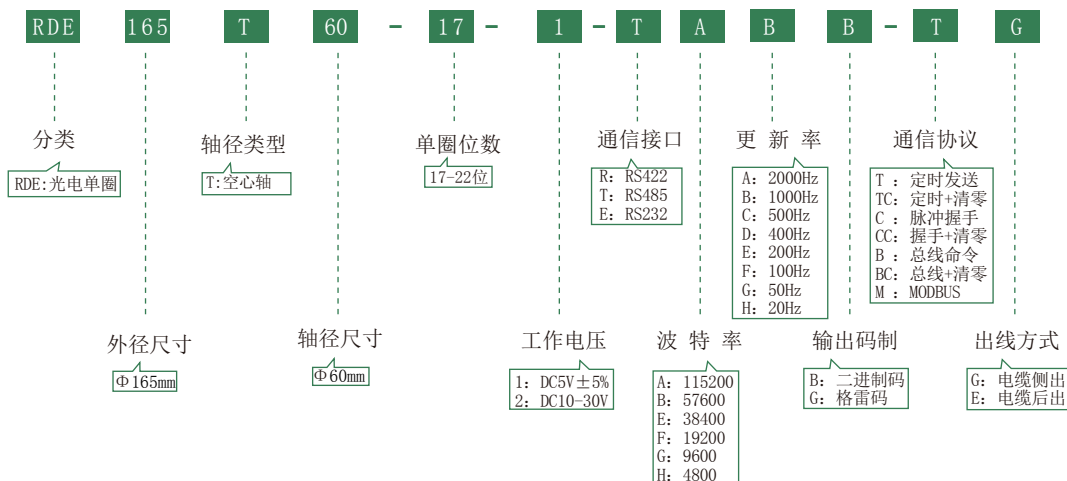 RDE 165 T 60 - 17 - 1 - T A B B - T G
分类
RDE:光电单圈
轴径类型
T:空心轴
单圈位数
17-22位
通信接口
R: RS422
T: RS485
E: RS232
更 新 率
A: 2000Hz
B: 1000Hz
C: 500Hz
D: 400Hz
E: 200Hz
F: 100Hz
G: 50Hz
H: 20Hz
通信协议
T : 定时发送
TC: 定时+清零
C : 脉冲握手
CC: 握手+清零
B : 总线命令
BC: 总线+清零
M : MODBUS
外径尺寸
Φ165mm
轴径尺寸
Φ60mm
工作电压
1: DC5V±5%
2: DC10-30V
波 特 率
A: 115200
B: 57600
E: 38400
F: 19200
G: 9600
H: 4800
输出码制
B: 二进制码
G: 格雷码
出线方式
G: 电缆侧出
E: 电缆后出